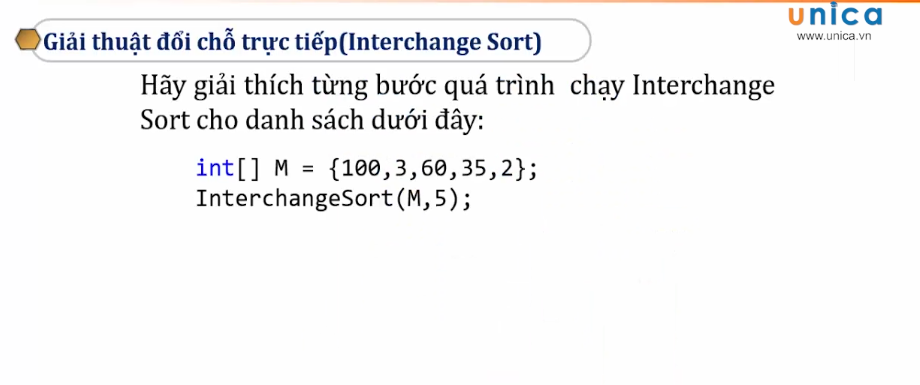 unica
www.unica.vn
Giải thuật đổi chỗ trực tiếp(Interchange Sort)
Hãy giải thích từng bước quá trình chạy Interchange
Sort cho danh sách dưới đây:
int[] M = {100,3,60,35,2};
InterchangeSort(M,5);